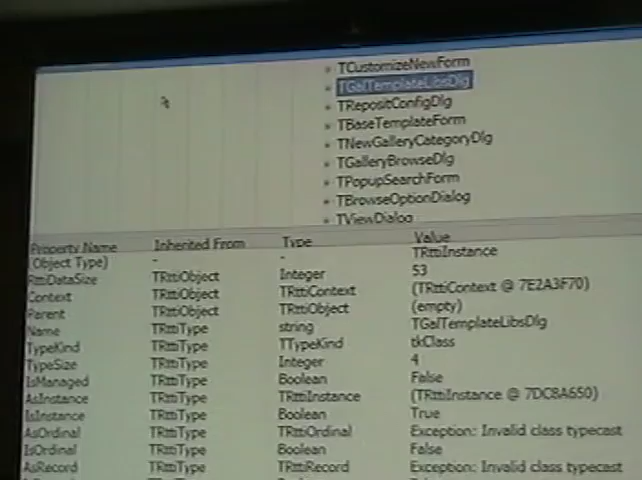 TCustomizeNewForm
TGalTemplateLibsDlg
TRepositConfigDlg
TBaseTemplateForm
TNewGalleryCategoryDlg
TGalleryBrowseDlg
TPopupSearchForm
TBrowseOptionDialog
TViewDialog
Property Name Inherited From Type Value
(Object Type) - - TRttiInstance
RttiDataSize TRttiObject Integer 53
Context TRttiObject TRttiContext (TRttiContext @ 7E2A3F70)
Parent TRttiObject TRttiObject (empty)
Name TRttiType string TGalTemplateLibsDlg
TypeKind TRttiType TTypeKind tkClass
TypeSize TRttiType Integer 4
IsManaged TRttiType Boolean False
AsInstance TRttiType TRttiInstance (TRttiInstance @ 7DC8A650)
IsInstance TRttiType Boolean True
AsOrdinal TRttiType TRttiOrdinal Exception: Invalid class typecast
IsOrdinal TRttiType Boolean False
AsRecord TRttiType TRttiRecord Exception: Invalid class typecast